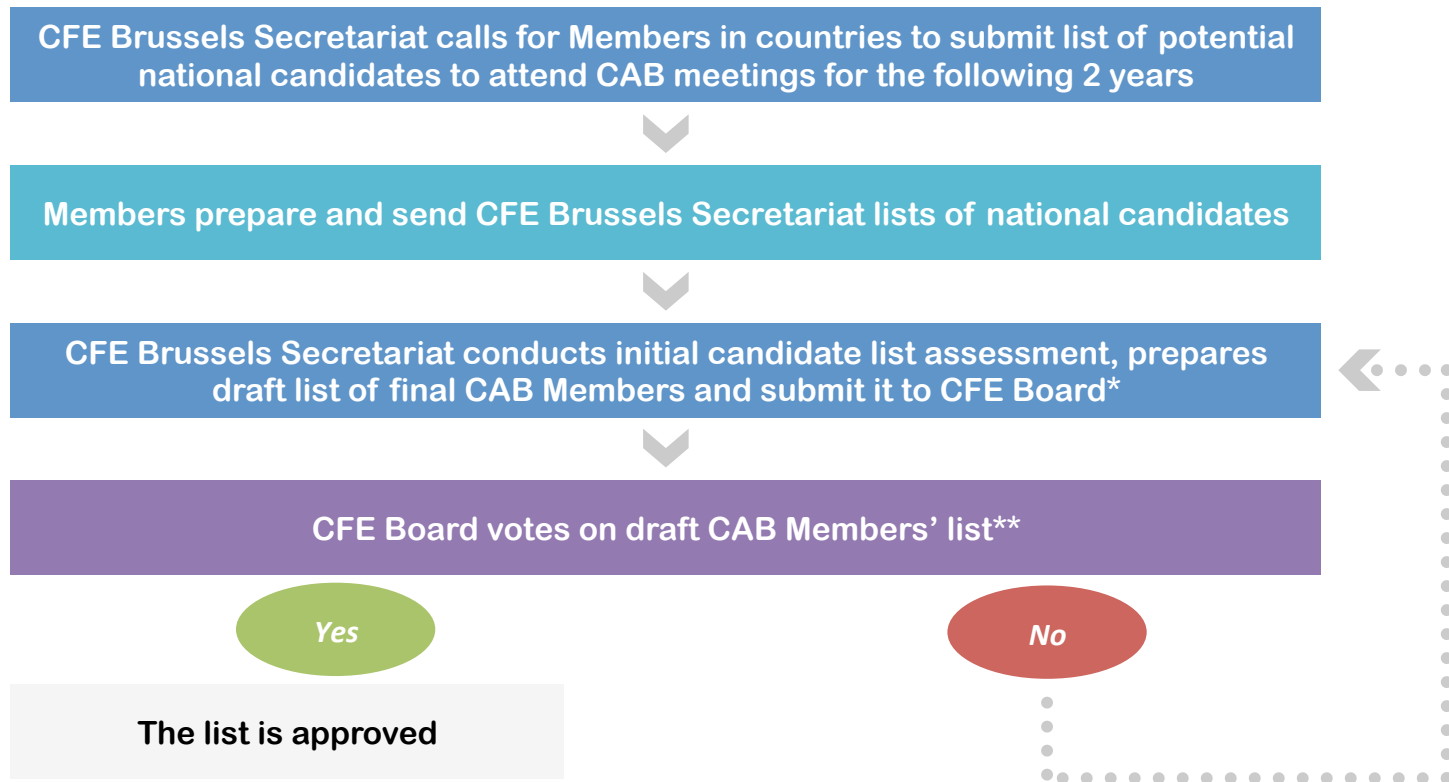 CFE Brussels Secretariat calls for Members in countries to submit list of potential
national candidates to attend CAB meetings for the following 2 years
Members prepare and send CFE Brussels Secretariat lists of national candidates
CFE Brussels Secretariat conducts initial candidate list assessment, prepares
draft list of final CAB Members and submit it to CFE Board*
CFE Board votes on draft CAB Members’ list**
Yes
No
The list is approved